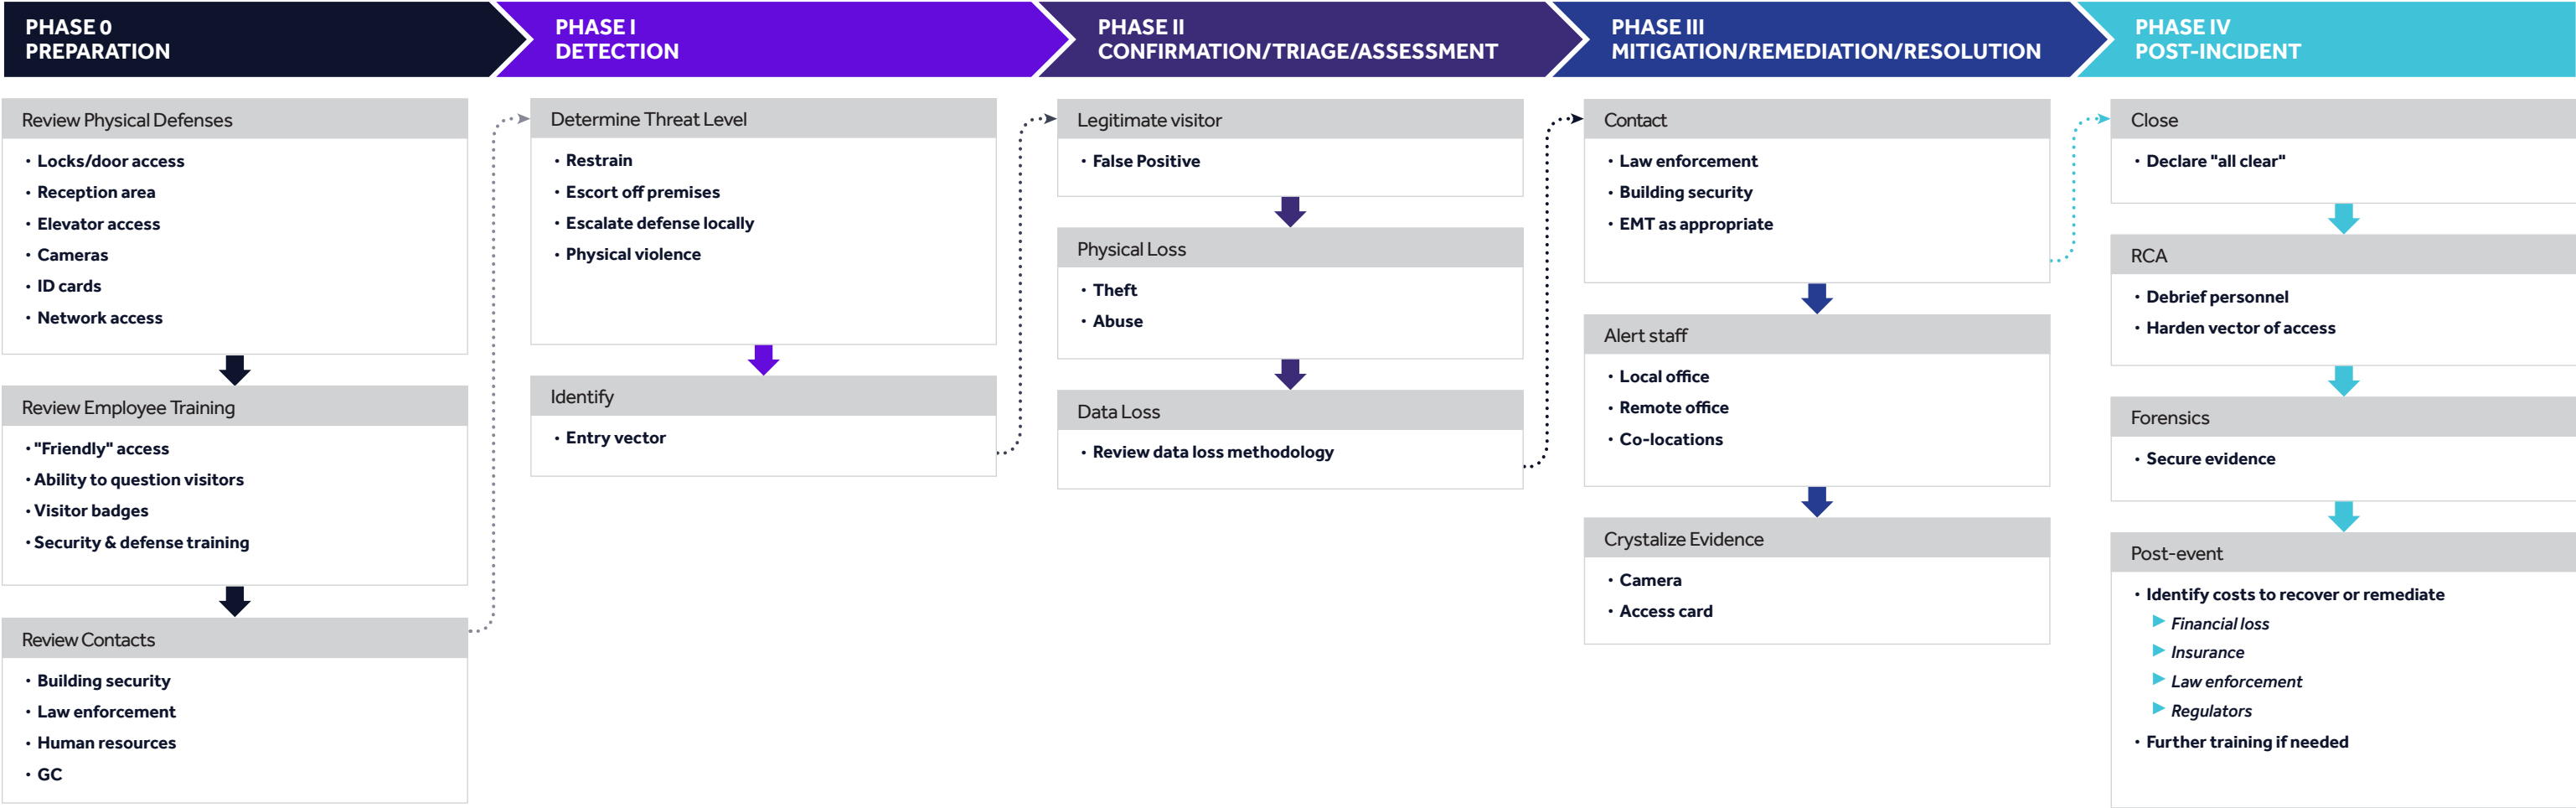 PHASE 0
PREPARATION
Review Physical Defenses
· Locks/door access
· Reception area
· Elevator access
· Cameras
· ID cards
· Network access
Review Employee Training
· "Friendly" access
· Ability to question visitors
· Visitor badges
· Security & defense training
Review Contacts
· Building security
· Law enforcement
· Human resources
· GC
PHASE I
DETECTION
Determine Threat Level
· Restrain
· Escort off premises
· Escalate defense locally
· Physical violence
Identify
· Entry vector
PHASE II
CONFIRMATION/TRIAGE/ASSESSMENT
Legitimate visitor
· False Positive
Physical Loss
· Theft
· Abuse
Data Loss
· Review data loss methodology
PHASE III
MITIGATION/REMEDIATION/RESOLUTION
Contact
· Law enforcement
· Building security
· EMT as appropriate
Alert staff
· Local office
· Remote office
· Co-locations
Crystalize Evidence
· Camera
· Access card
PHASE IV
POST-INCIDENT
Close
· Declare "all clear"
RCA
· Debrief personnel
· Harden vector of access
Forensics
· Secure evidence
Post-event
· Identify costs to recover or remediate
Financial loss
Insurance
Law enforcement
Regulators
· Further training if needed